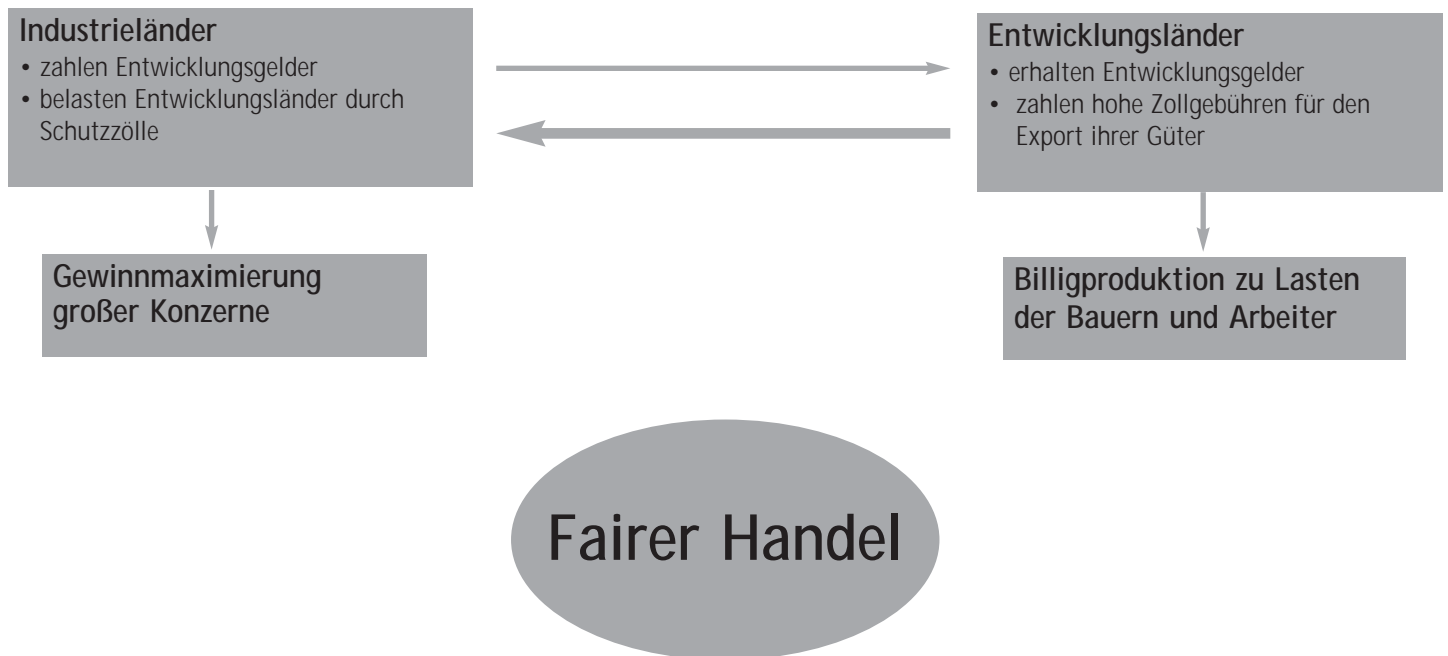 Industrieländer
• zahlen Entwicklungsgelder
• belasten Entwicklungsländer durch
Schutzzölle
Entwicklungsländer
• erhalten Entwicklungsgelder
• zahlen hohe Zollgebühren für den
Export ihrer Güter
Gewinnmaximierung
großer Konzerne
Billigproduktion zu Lasten
der Bauern und Arbeiter
Fairer Handel